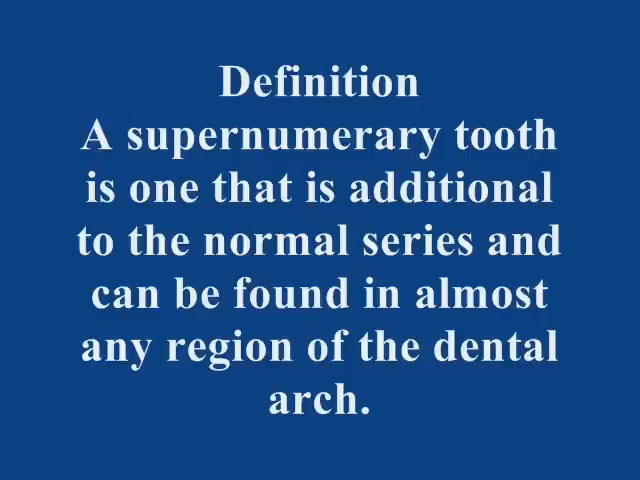 Definition
A supernumerary tooth
is one that is additional
to the normal series and
can be found in almost
any region of the dental
arch.